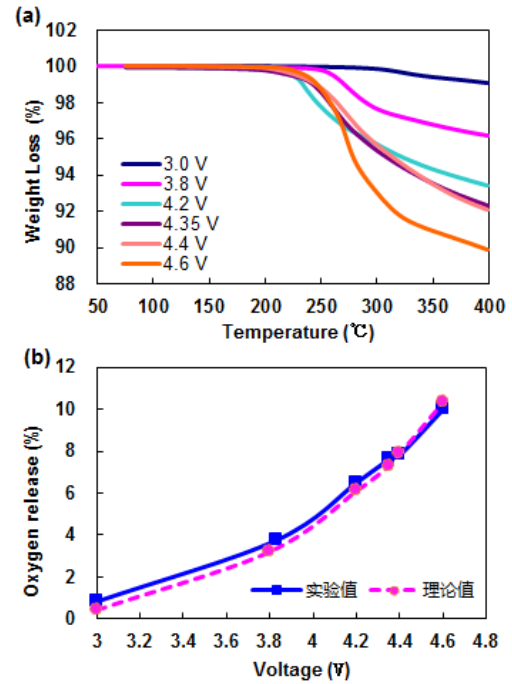 (a)
102
100
98
96
94
92
90
88
Weight Loss (%)
3.0 V
3.8 V
4.2 V
4.35 V
4.4 V
4.6 V
50 100 150 200 250 300 350 400
Temperature (℃)
(b)
12
10
8
6
4
2
0
Oxygen release (%)
实验值 理论值
3 3.2 3.4 3.6 3.8 4 4.2 4.4 4.6 4.8
Voltage (V)